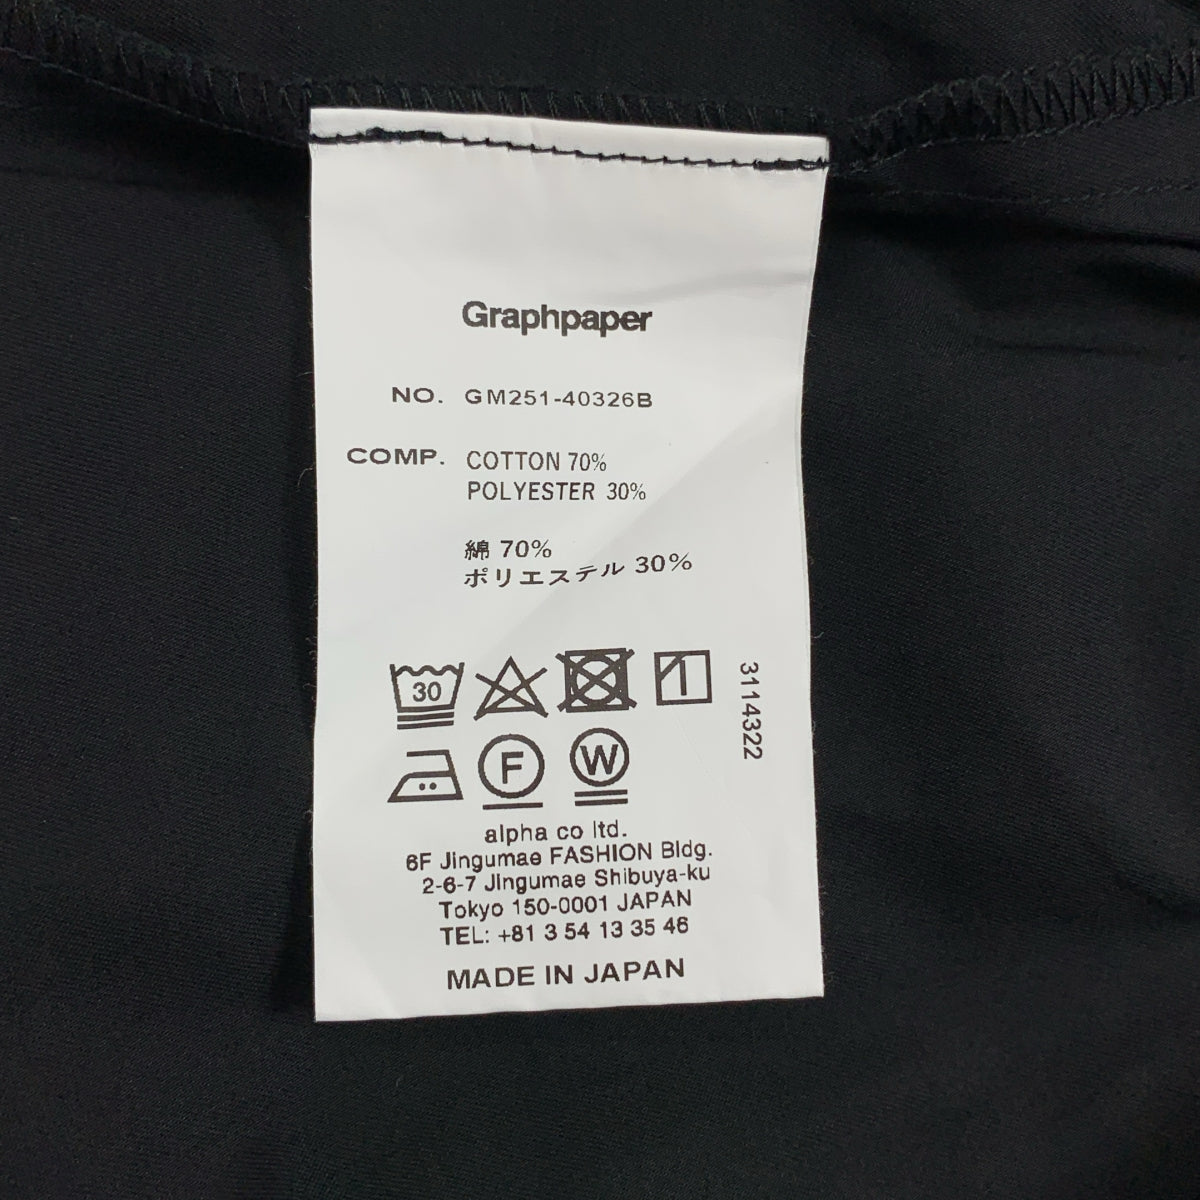 Graphpaper
NO. GM251-40326B
COMP. COTTON 70%
POLYESTER 30%
綿 70%
ポリエステル 30%
30
3114322
F
W
alpha co ltd.
6F Jingumae FASHION Bldg.
2-6-7 Jingumae Shibuya-ku
Tokyo 150-0001 JAPAN
TEL: +81 3 54 13 35 46
MADE IN JAPAN